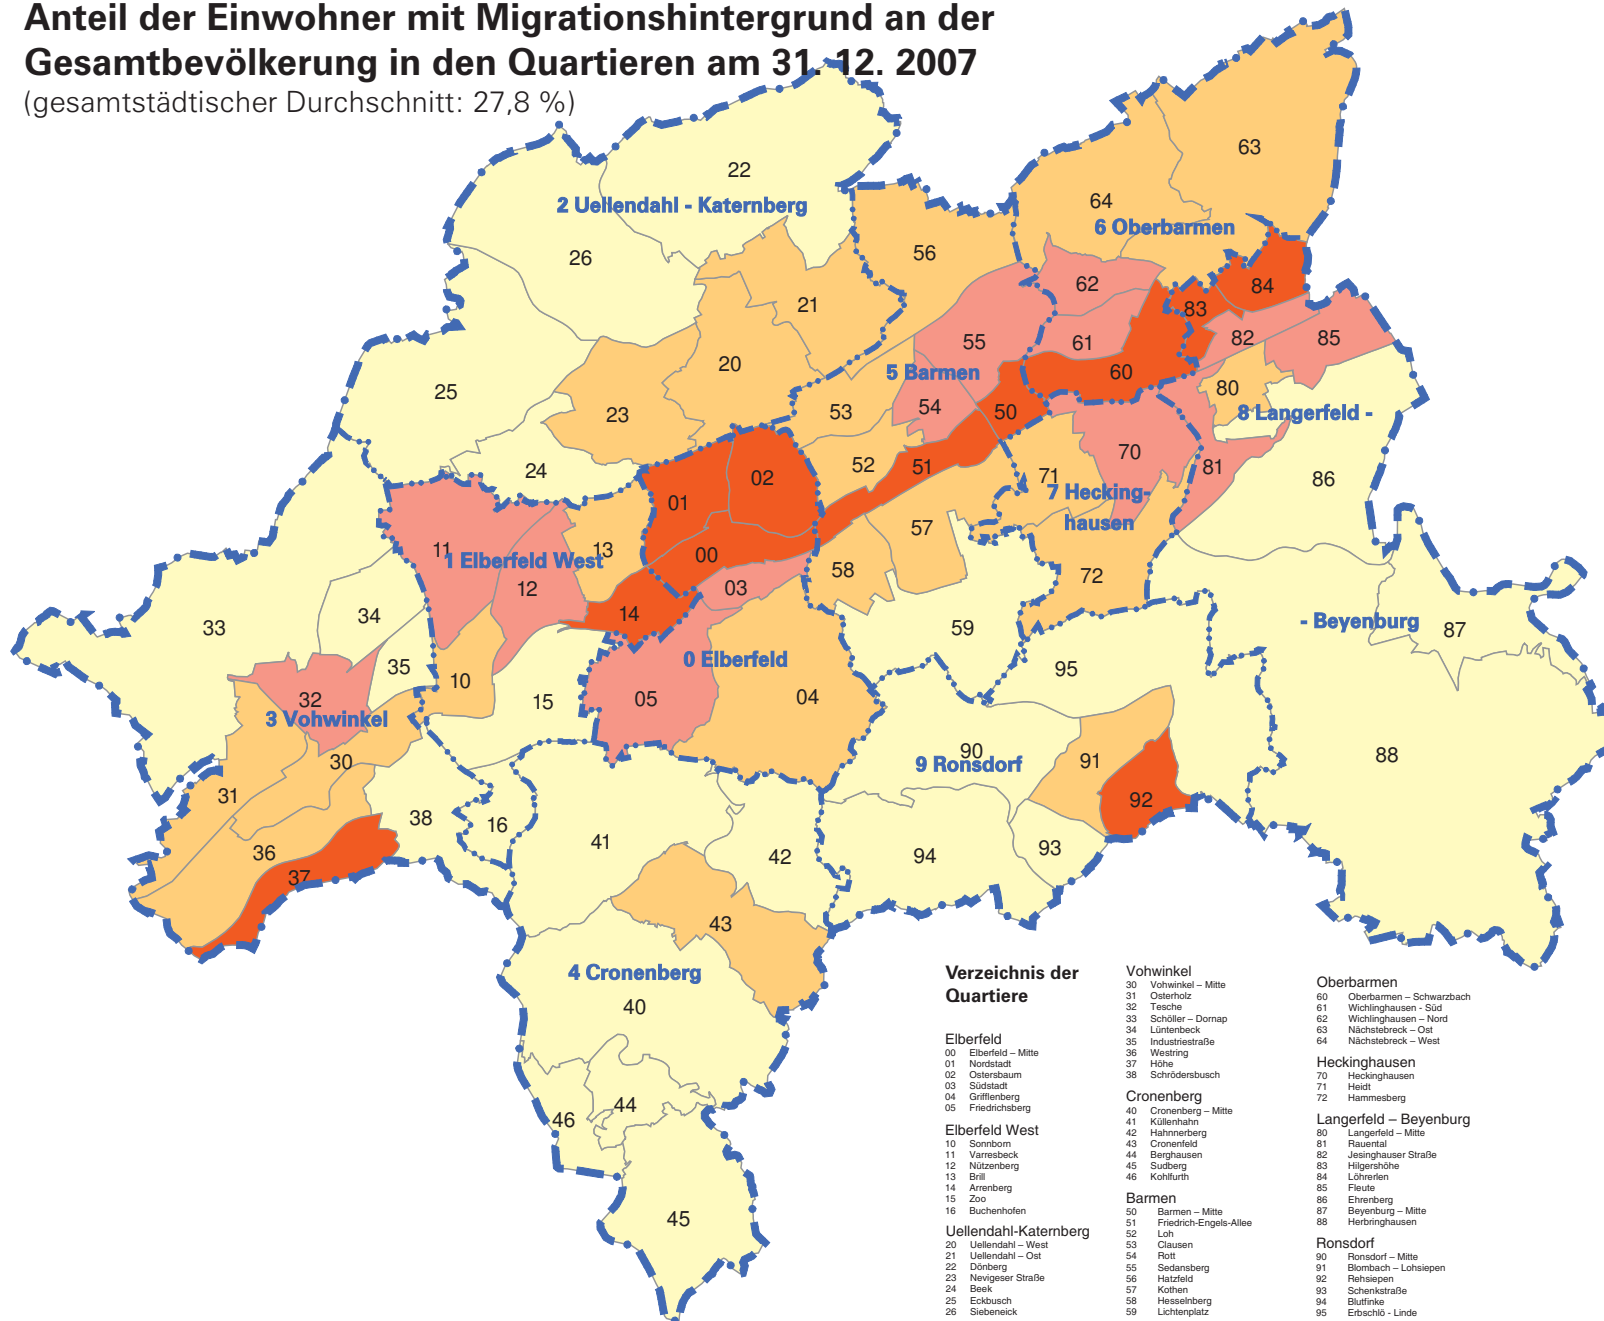 Anteil der Einwohner mit Migrationshintergrund an der
Gesamtbevölkerung in den Quartieren am 31. 12. 2007
(gesamtstädtischer Durchschnitt: 27,8 %)
63
22
64
2 Uellendahl - Katernberg
6 Oberbarmen
56
26
62
84
21
83
55
61
82
85
20
60
5 Barmen
25
80
53
54
50
23
8 Langerfeld -
70
52
51
81
24
71
02
86
01
7 Hecking-
hausen
57
11
13
1 Elberfeld West
00
58
72
12
03
34
14
33
59
- Beyenburg
87
0 Elberfeld
35
95
10
32
05
04
15
3 Vohwinkel
90
88
30
9 Ronsdorf
91
31
92
38
16
41
36
93
42
94
37
43
4 Cronenberg
40
44
46
45
Verzeichnis der
Quartiere
Elberfeld
00 Elberfeld – Mitte
01 Nordstadt
02 Ostersbaum
03 Südstadt
04 Grifflenberg
05 Friedrichsberg
Elberfeld West
10 Sonnborn
11 Varresbeck
12 Nützenberg
13 Brill
14 Arrenberg
15 Zoo
16 Buchenhofen
Uellendahl-Katernberg
20 Uellendahl – West
21 Uellendahl – Ost
22 Dönberg
23 Nevigeser Straße
24 Beek
25 Eckbusch
26 Siebeneick
Vohwinkel
30 Vohwinkel – Mitte
31 Osterholz
32 Tesche
33 Schöller – Dornap
34 Lüntenbeck
35 Industriestraße
36 Westring
37 Höhe
38 Schrödersbusch
Cronenberg
40 Cronenberg – Mitte
41 Küllenhahn
42 Hahnnerberg
43 Cronenfeld
44 Berghausen
45 Sudberg
46 Kohlfurth
Barmen
50 Barmen – Mitte
51 Friedrich-Engels-Allee
52 Loh
53 Clausen
54 Rott
55 Sedansberg
56 Hatzfeld
57 Kothen
58 Hesselnberg
59 Lichtenplatz
Oberbarmen
60 Oberbarmen – Schwarzbach
61 Wichlinghausen - Süd
62 Wichlinghausen – Nord
63 Nächstebreck – Ost
64 Nächstebreck – West
Heckinghausen
70 Heckinghausen
71 Heidt
72 Hammesberg
Langerfeld – Beyenburg
80 Langerfeld – Mitte
81 Rauental
82 Jesinghauser Straße
83 Hilgershöhe
84 Löhrerlen
85 Fleute
86 Ehrenberg
87 Beyenburg – Mitte
88 Herbringhausen
Ronsdorf
90 Ronsdorf – Mitte
91 Blombach – Lohsiepen
92 Rehsiepen
93 Schenkstraße
94 Blutfinke
95 Erbschlö - Linde